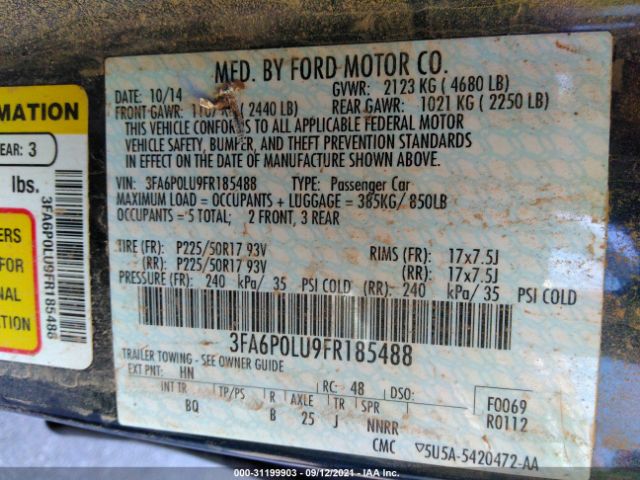 MFD. BY FORD MOTOR CO.
DATE: 10/14 GVWR: 2123 KG ( 4680 LB)
FRONT GAWR: KG (2440 LB) REAR GAWR: 1021 KG ( 2250 LB)
THIS VEHICLE CONFORMS TO ALL APPLICABLE FEDERAL MOTOR
VEHICLE SAFETY, BUMPER, AND THEFT PREVENTION STANDARDS
IN EFFECT ON THE DATE OF MANUFACTURE SHOWN ABOVE.
VIN: 3FA6P0LU9FR185488 TYPE: Passenger Car
MAXIMUM LOAD = OCCUPANTS + LUGGAGE = 385KG/ 850LB
OCCUPANTS = 5 TOTAL; 2 FRONT, 3 REAR
TIRE (FR): P225/50R17 93V RIMS (FR): 17x7.5J
(RR): P225/50R17 93V (RR): 17x7.5J
PRESSURE (FR): 240 kPa/ 35 PSI COLD (RR): 240 kPa/ 35 PSI COLD
3FA6P0LU9FR185488
TRAILER TOWING - SEE OWNER GUIDE
EXT PNT: HN RC: 48 DSO:
INT TR TP/PS R AXLE TR SPR
BQ B 25 J NNRR
F0069
R0112
CMC ▽5U5A-5420472-AA
MATION
EAR: 3
lbs.
3FA6P0LU9FR185488
ERS
FOR
NAL
TION
000-31199903 - 09/12/2021 - IAA Inc.